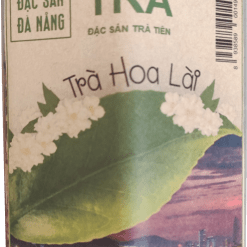 ĐẶC SẢN
ĐÀ NẴNG
TRÀ
ĐẶC SẢN TRÀ TIÊN
Trà Hoa Lài